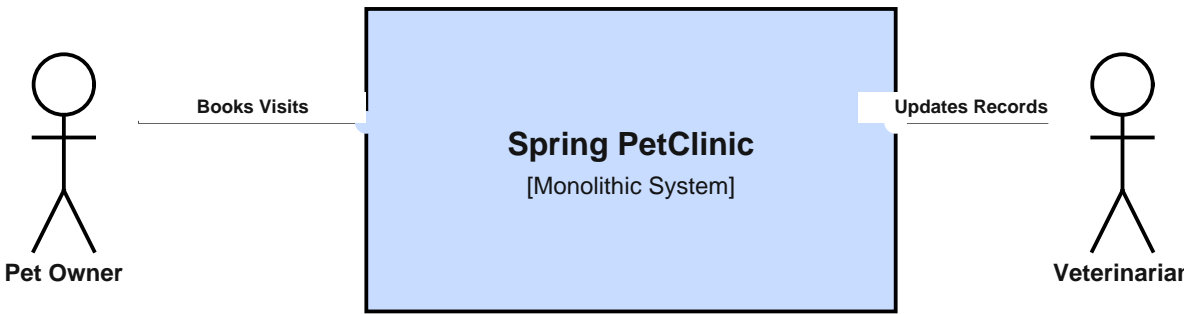 Books Visits
Updates Records
Spring PetClinic
[Monolithic System]
Pet Owner
Veterinarian